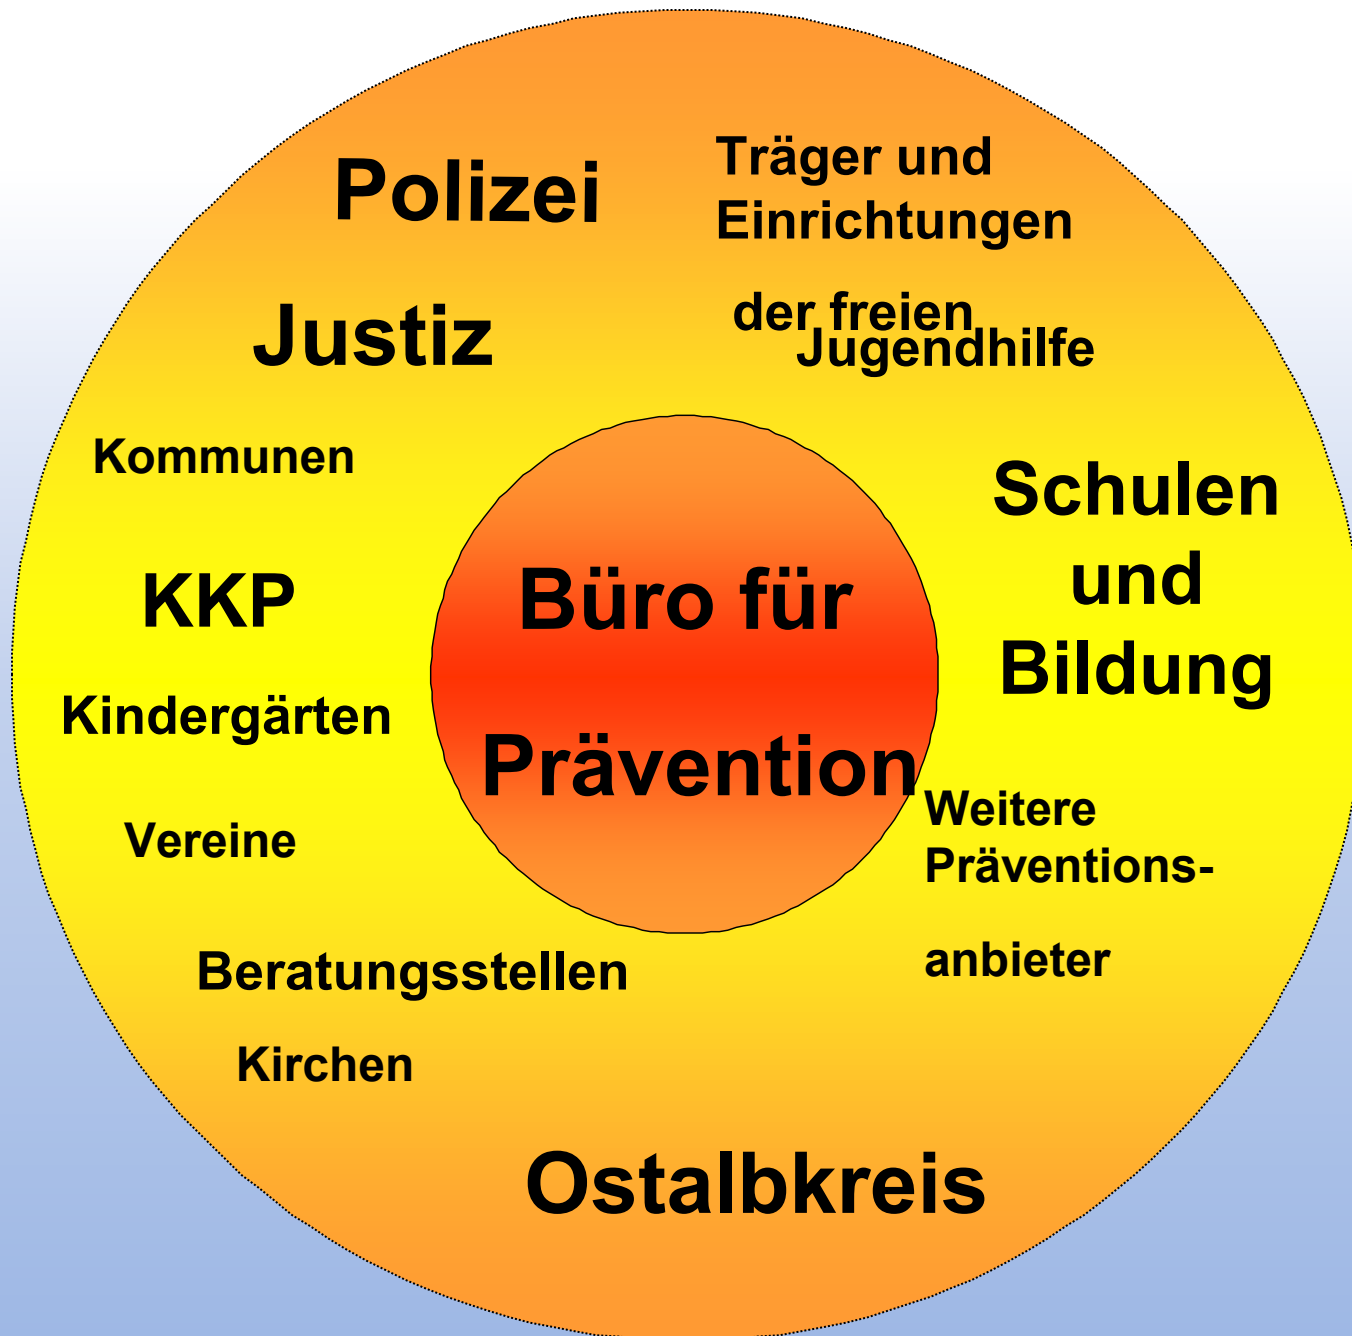 Polizei
Träger und
Einrichtungen
der freien
Jugendhilfe
Justiz
Kommunen
Schulen
und
Bildung
KKP
Büro für
Prävention
Kindergärten
Vereine
Weitere
Präventions-
anbieter
Beratungsstellen
Kirchen
Ostalbkreis